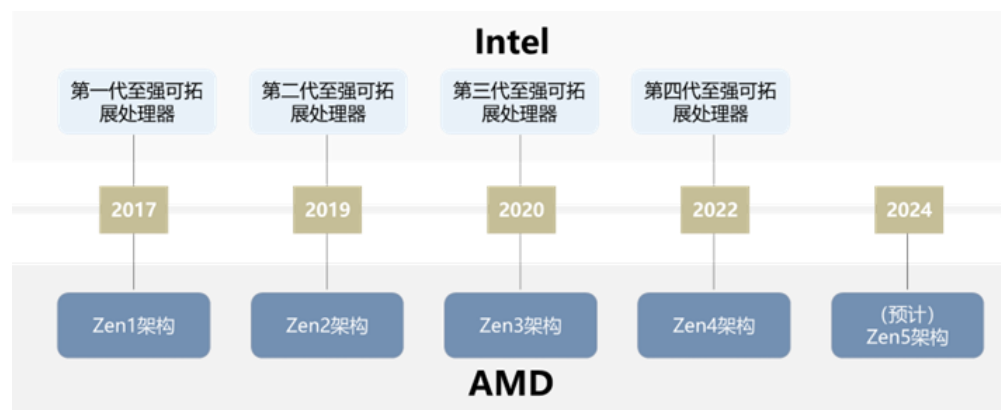 Intel
第一代至强可拓
展处理器
第二代至强可拓
展处理器
第三代至强可拓
展处理器
第四代至强可拓
展处理器
2017
2019
2020
2022
2024
Zen1架构
Zen2架构
Zen3架构
Zen4架构
(预计)
Zen5架构
AMD